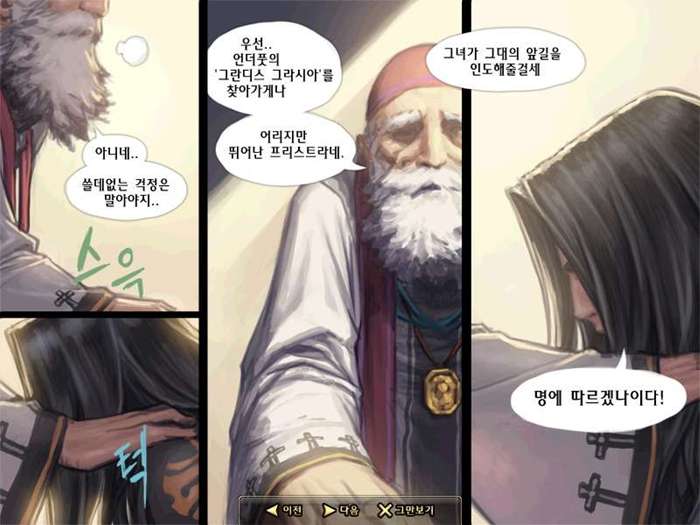 아니네..
쓸데없는 걱정은
말아야지..
스윽
턱
우선..
언더풋의
'그란디스 그라시아'를
찾아가게나
어리지만
뛰어난 프리스트라네.
그녀가 그대의 앞길을
인도해줄걸세
명에 따르겠나이다!
이전 다음 그만보기